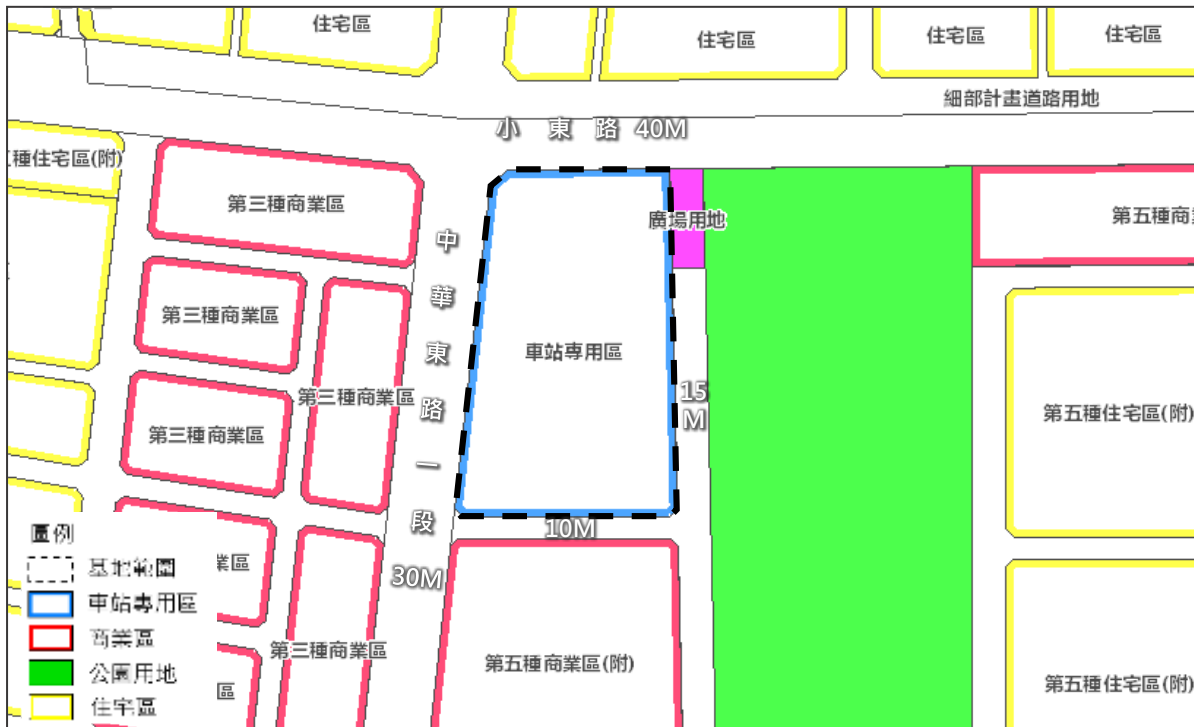 住宅區
住宅區
住宅區
住宅區
細部計畫道路用地
小東路 40M
種住宅區(附)
第三種商業區
廣場用地
第五種商業
中華東路一段
30M
第三種商業區
車站專用區
第三種商業區
15
M
第五種住宅區(附)
第三種商業區
10M
業區
第三種商業區
第五種商業區(附)
區
第五種住宅區(附)
圖例
基地範圍
車站專用區
商業區
公園用地
住宅區